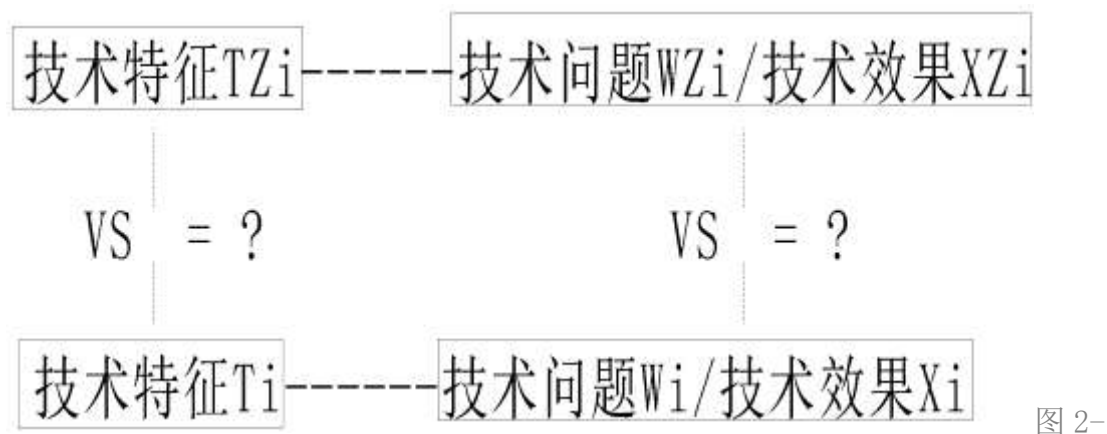 技术特征TZi------技术问题WZi/技术效果XZi
VS = ? VS = ?
技术特征Ti------技术问题Wi/技术效果Xi
图 2-